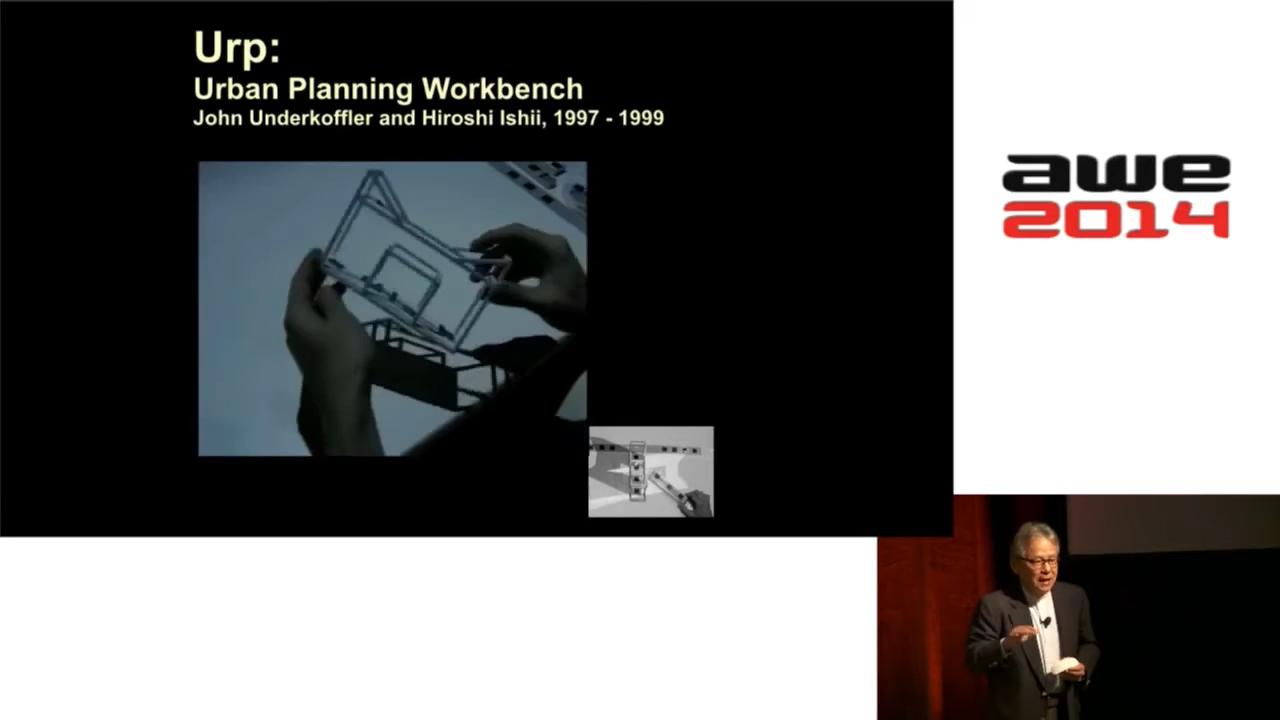 Urp:
Urban Planning Workbench
John Underkoffler and Hiroshi Ishii, 1997 - 1999
awe
2014